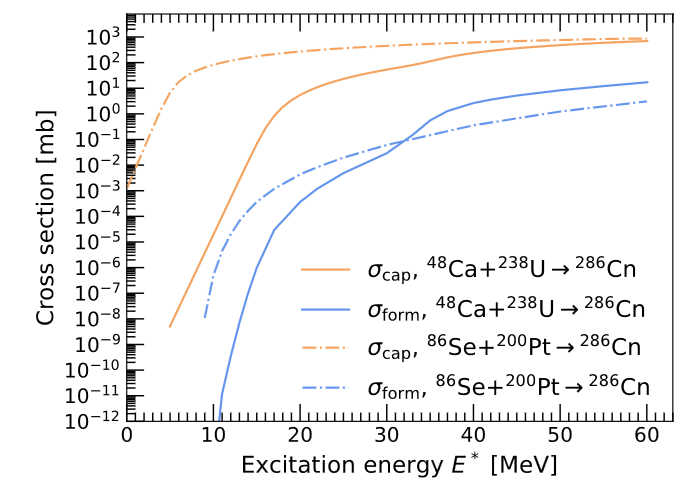 10³
10²
10¹
10⁰
10⁻¹
10⁻²
10⁻³
10⁻⁴
10⁻⁵
10⁻⁶
10⁻⁷
10⁻⁸
10⁻⁹
10⁻¹⁰
10⁻¹¹
10⁻¹²
Cross section [mb]
σcap, ⁴⁸Ca+²³⁸U→²⁸⁶Cn
σform, ⁴⁸Ca+²³⁸U→²⁸⁶Cn
σcap, ⁸⁶Se+²⁰⁰Pt→²⁸⁶Cn
σform, ⁸⁶Se+²⁰⁰Pt→²⁸⁶Cn
0 10 20 30 40 50 60
Excitation energy E* [MeV]